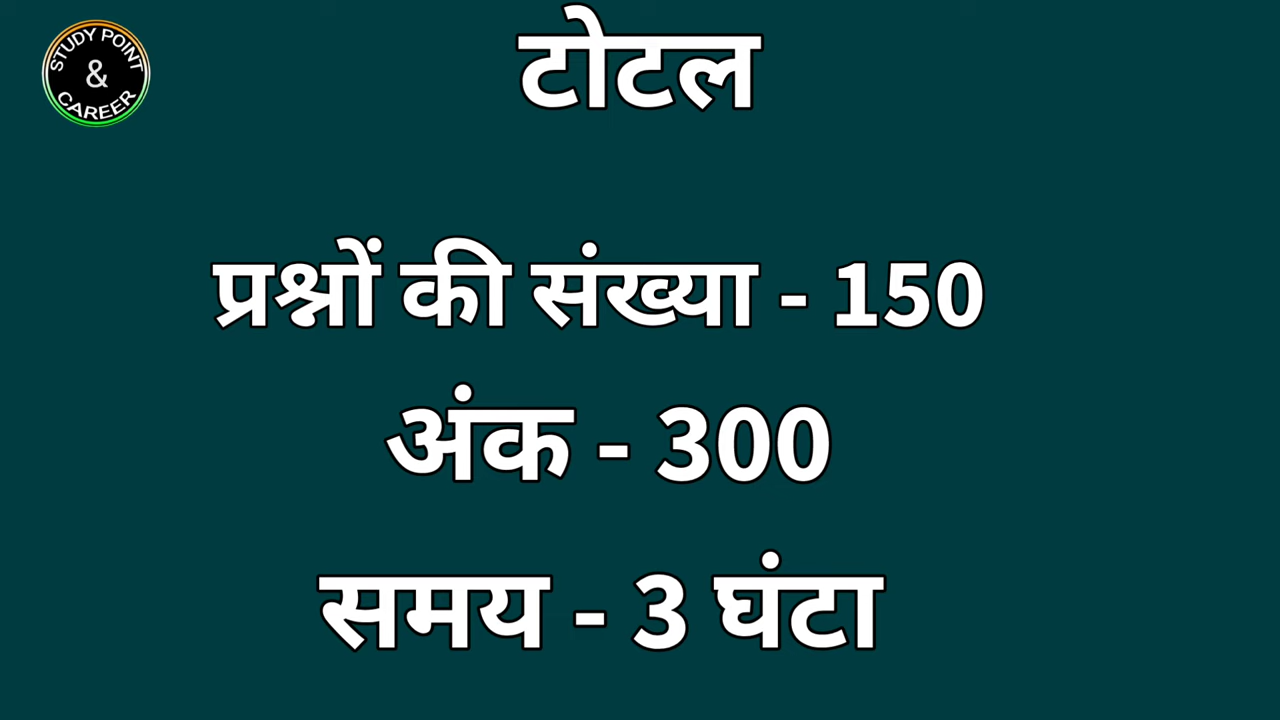 STUDY POINT
&
CAREER
टोटल
प्रश्नों की संख्या - 150
अंक - 300
समय - 3 घंटा